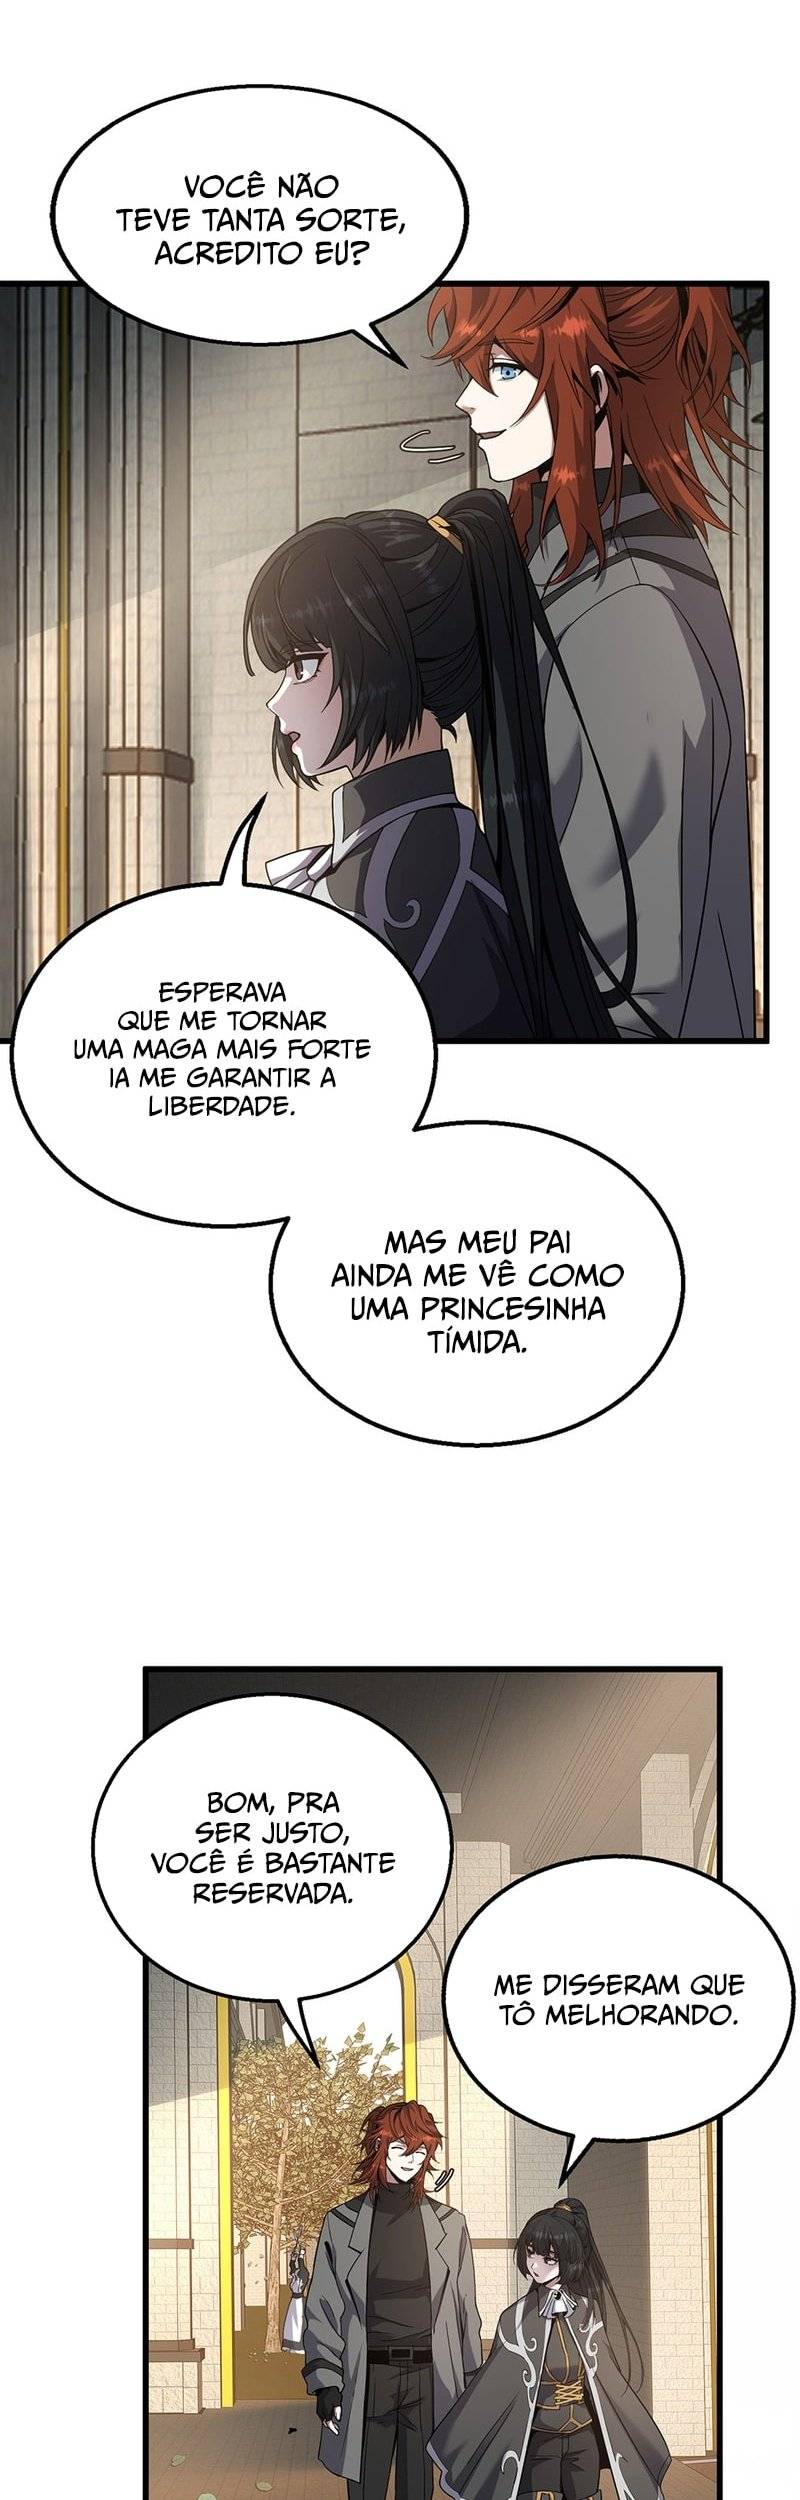 VOCÊ NÃO
TEVE TANTA SORTE,
ACREDITO EU?
ESPERAVA
QUE ME TORNAR
UMA MAGA MAIS FORTE
IA ME GARANTIR A
LIBERDADE.
MAS MEU PAI
AINDA ME VÊ COMO
UMA PRINCESINHA
TÍMIDA.
BOM, PRA
SER JUSTO,
VOCÊ É BASTANTE
RESERVADA.
ME DISSERAM QUE
TÔ MELHORANDO.